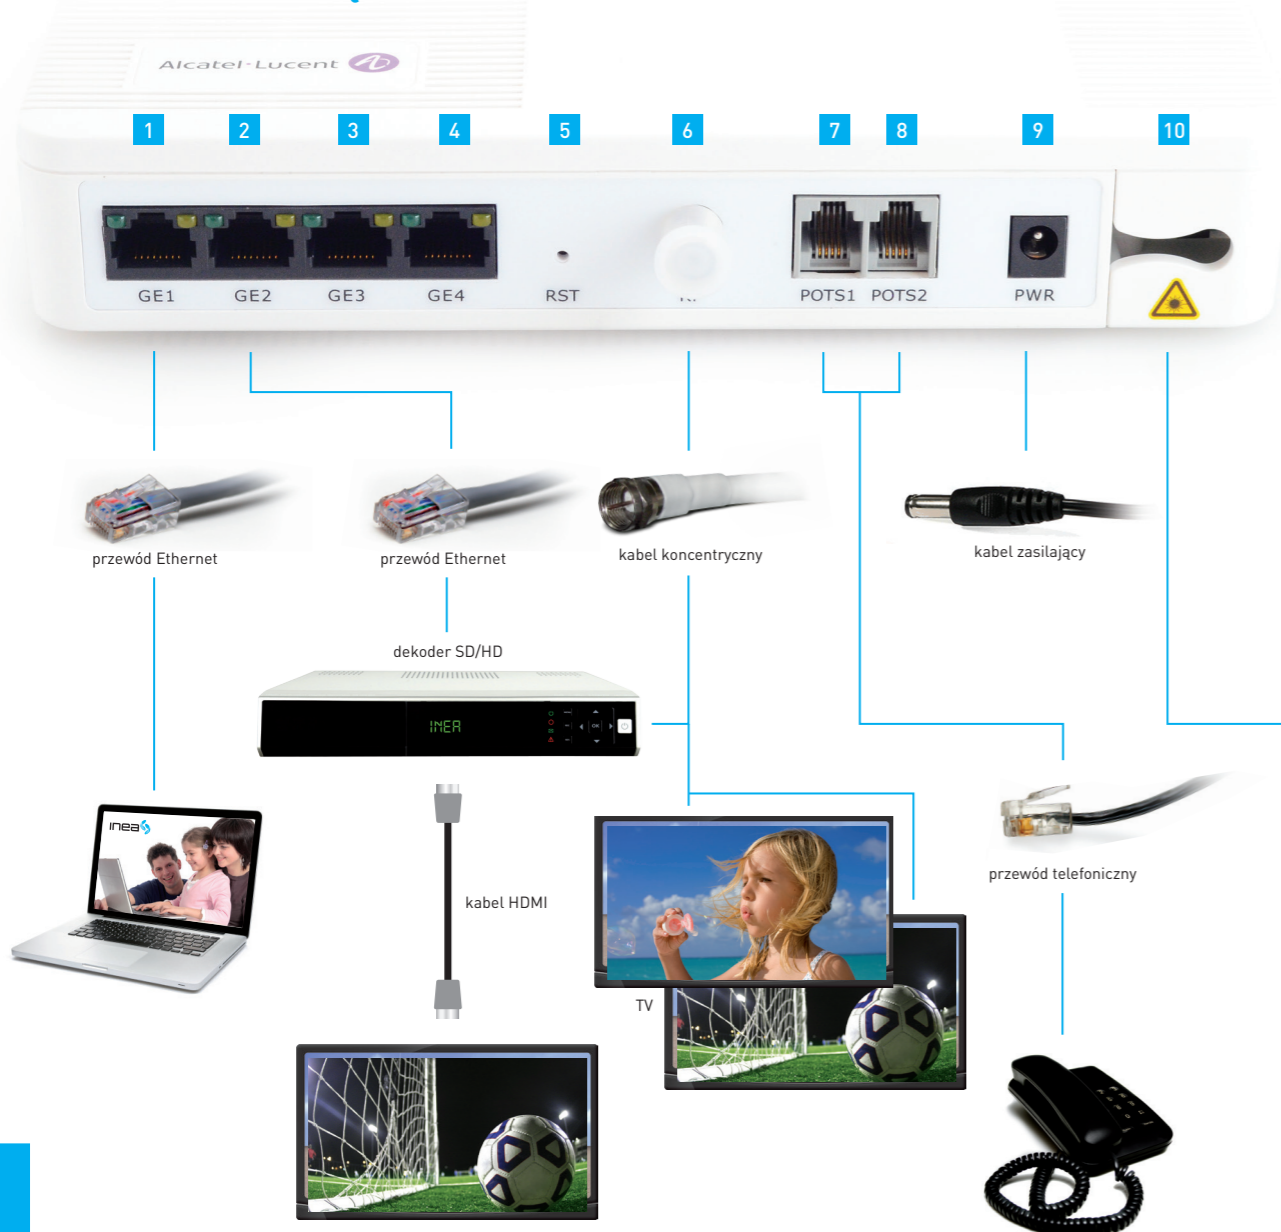 Alcatel·Lucent
1 2 3 4 5 6 7 8 9 10
GE1 GE2 GE3 GE4 RST POTS1 POTS2 PWR
przewód Ethernet
przewód Ethernet
kabel koncentryczny
kabel zasilający
dekoder SD/HD
INEA
OK
inea
kabel HDMI
przewód telefoniczny
TV